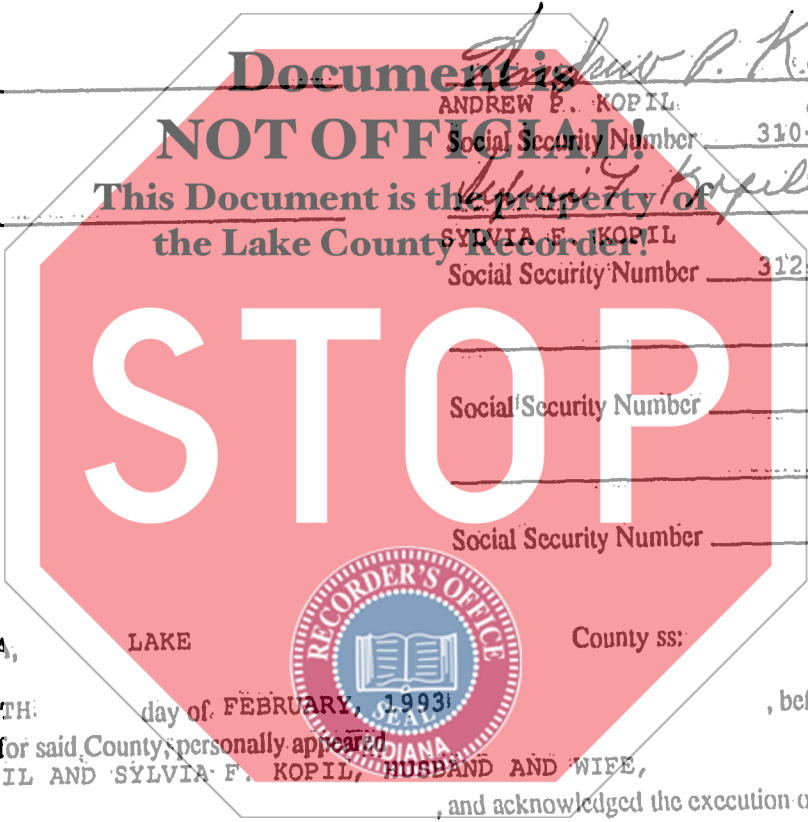 Andrew P. K
Document is
ANDREW P. KOPIL
NOT OFFICIAL!
Social Security Number 310
Kopil
This Document is the property of
SYLVIA F. KOPIL
the Lake County Recorder!
Social Security Number 312
STOP
Social Security Number
Social Security Number
RECORDER'S OFFICE
SEAL
INDIANA
LAKE County ss:
TH day of FEBRUARY, 1993 , bef
for said County, personally appeared
IL AND SYLVIA F. KOPIL, HUSBAND AND WIFE,
, and acknowledged the execution o